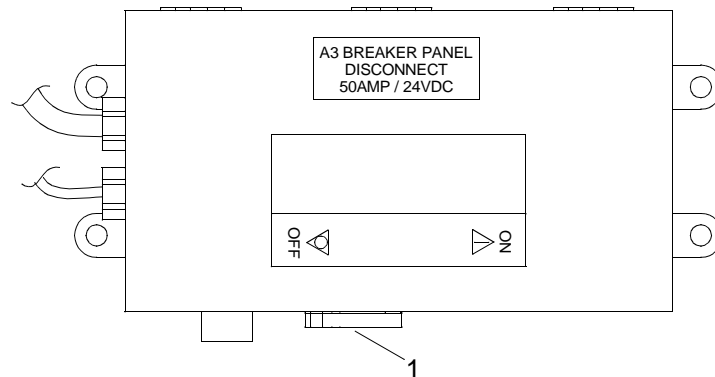 A3 BREAKER PANEL
DISCONNECT
50AMP / 24VDC
OFF
ON
1